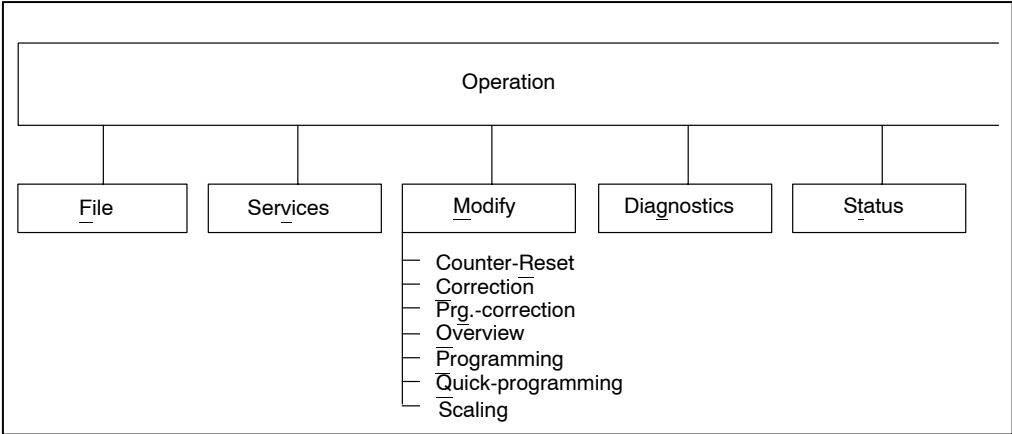 Operation
File
Services
Modify
Diagnostics
Status
Counter-Reset
Correction
Prg.-correction
Overview
Programming
Quick-programming
Scaling